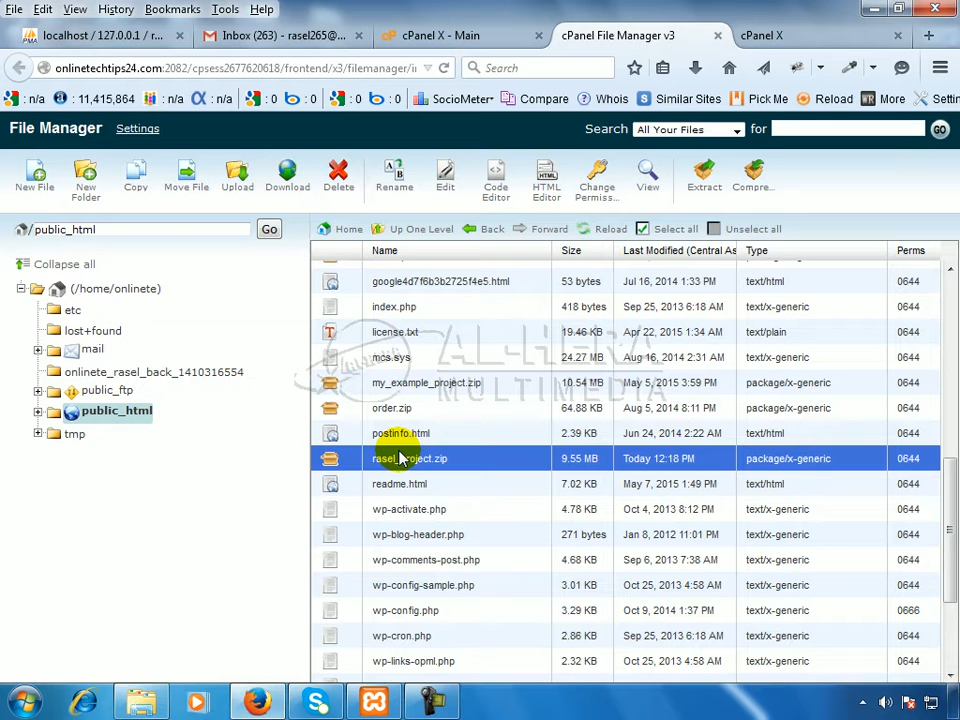 File Edit View History Bookmarks Tools Help
localhost / 127.0.0.1 / r... Inbox (263) - rasel265@... cPanel X - Main cPanel File Manager v3 cPanel X
onlinetechtips24.com:2082/cpsess2677620618/frontend/x3/filemanager/i Search
: n/a : 11,415,864 : n/a : n/a : 0 : 0 : 0 : 0 SocioMeter Compare Whois Similar Sites Pick Me Reload More Settin
File Manager Settings Search All Your Files for GO
New File New Folder Copy Move File Upload Download Delete Rename Edit Code Editor HTML Editor Change Permiss... View Extract Compre...
/ public_html Go
Home Up One Level Back Forward Reload Select all Unselect all
Collapse all
(/home/onlinete)
etc
lost+found
mail
onlinete_rasel_back_1410316554
public_ftp
public_html
tmp
Name Size Last Modified (Central As Type Perms
google4d7f6b3b2725f4e5.html 53 bytes Jul 16, 2014 1:33 PM text/html 0644
index.php 418 bytes Sep 25, 2013 6:18 AM text/x-generic 0644
license.txt 19.46 KB Apr 22, 2015 1:34 AM text/plain 0644
mcs.sys 24.27 MB Aug 16, 2014 2:31 AM text/x-generic 0644
my_example_project.zip 10.54 MB May 5, 2015 3:59 PM package/x-generic 0644
order.zip 64.88 KB Aug 5, 2014 8:11 PM package/x-generic 0644
postinfo.html 2.39 KB Jun 24, 2014 2:22 AM text/html 0644
rasel_project.zip 9.55 MB Today 12:18 PM package/x-generic 0644
readme.html 7.02 KB May 7, 2015 1:49 PM text/html 0644
wp-activate.php 4.78 KB Oct 4, 2013 8:12 PM text/x-generic 0644
wp-blog-header.php 271 bytes Jan 8, 2012 11:01 PM text/x-generic 0644
wp-comments-post.php 4.68 KB Sep 6, 2013 7:38 AM text/x-generic 0644
wp-config-sample.php 3.01 KB Oct 25, 2013 4:58 AM text/x-generic 0644
wp-config.php 3.29 KB Oct 9, 2014 1:37 PM text/x-generic 0666
wp-cron.php 2.86 KB Sep 25, 2013 6:18 AM text/x-generic 0644
wp-links-opml.php 2.32 KB Sep 25, 2013 6:18 AM text/x-generic 0644
AL-HERA
MULTIMEDIA